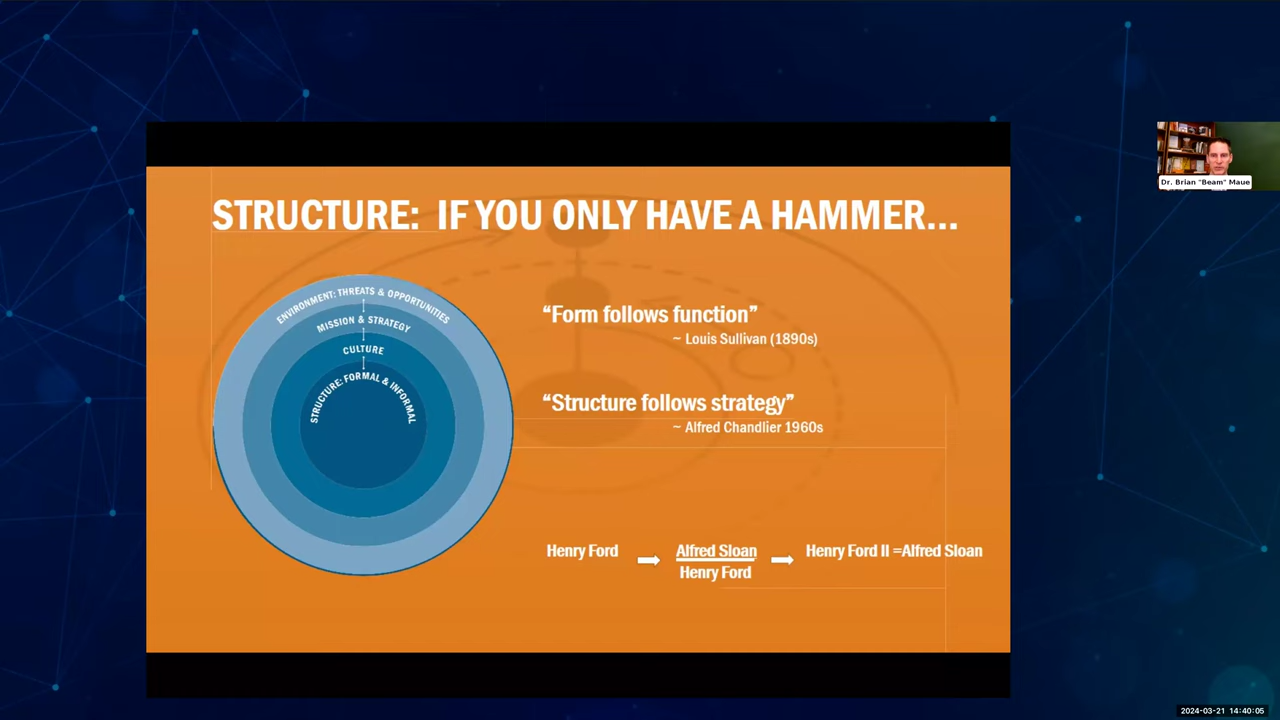 STRUCTURE: IF YOU ONLY HAVE A HAMMER...
ENVIRONMENT: THREATS & OPPORTUNITIES
MISSION & STRATEGY
CULTURE
STRUCTURE: FORMAL & INFORMAL
“Form follows function”
~ Louis Sullivan (1890s)
“Structure follows strategy”
~ Alfred Chandlier 1960s
Henry Ford
Alfred Sloan
Henry Ford
Henry Ford II =Alfred Sloan
Dr. Brian "Beam" Maue
2024-03-21 14:40:05